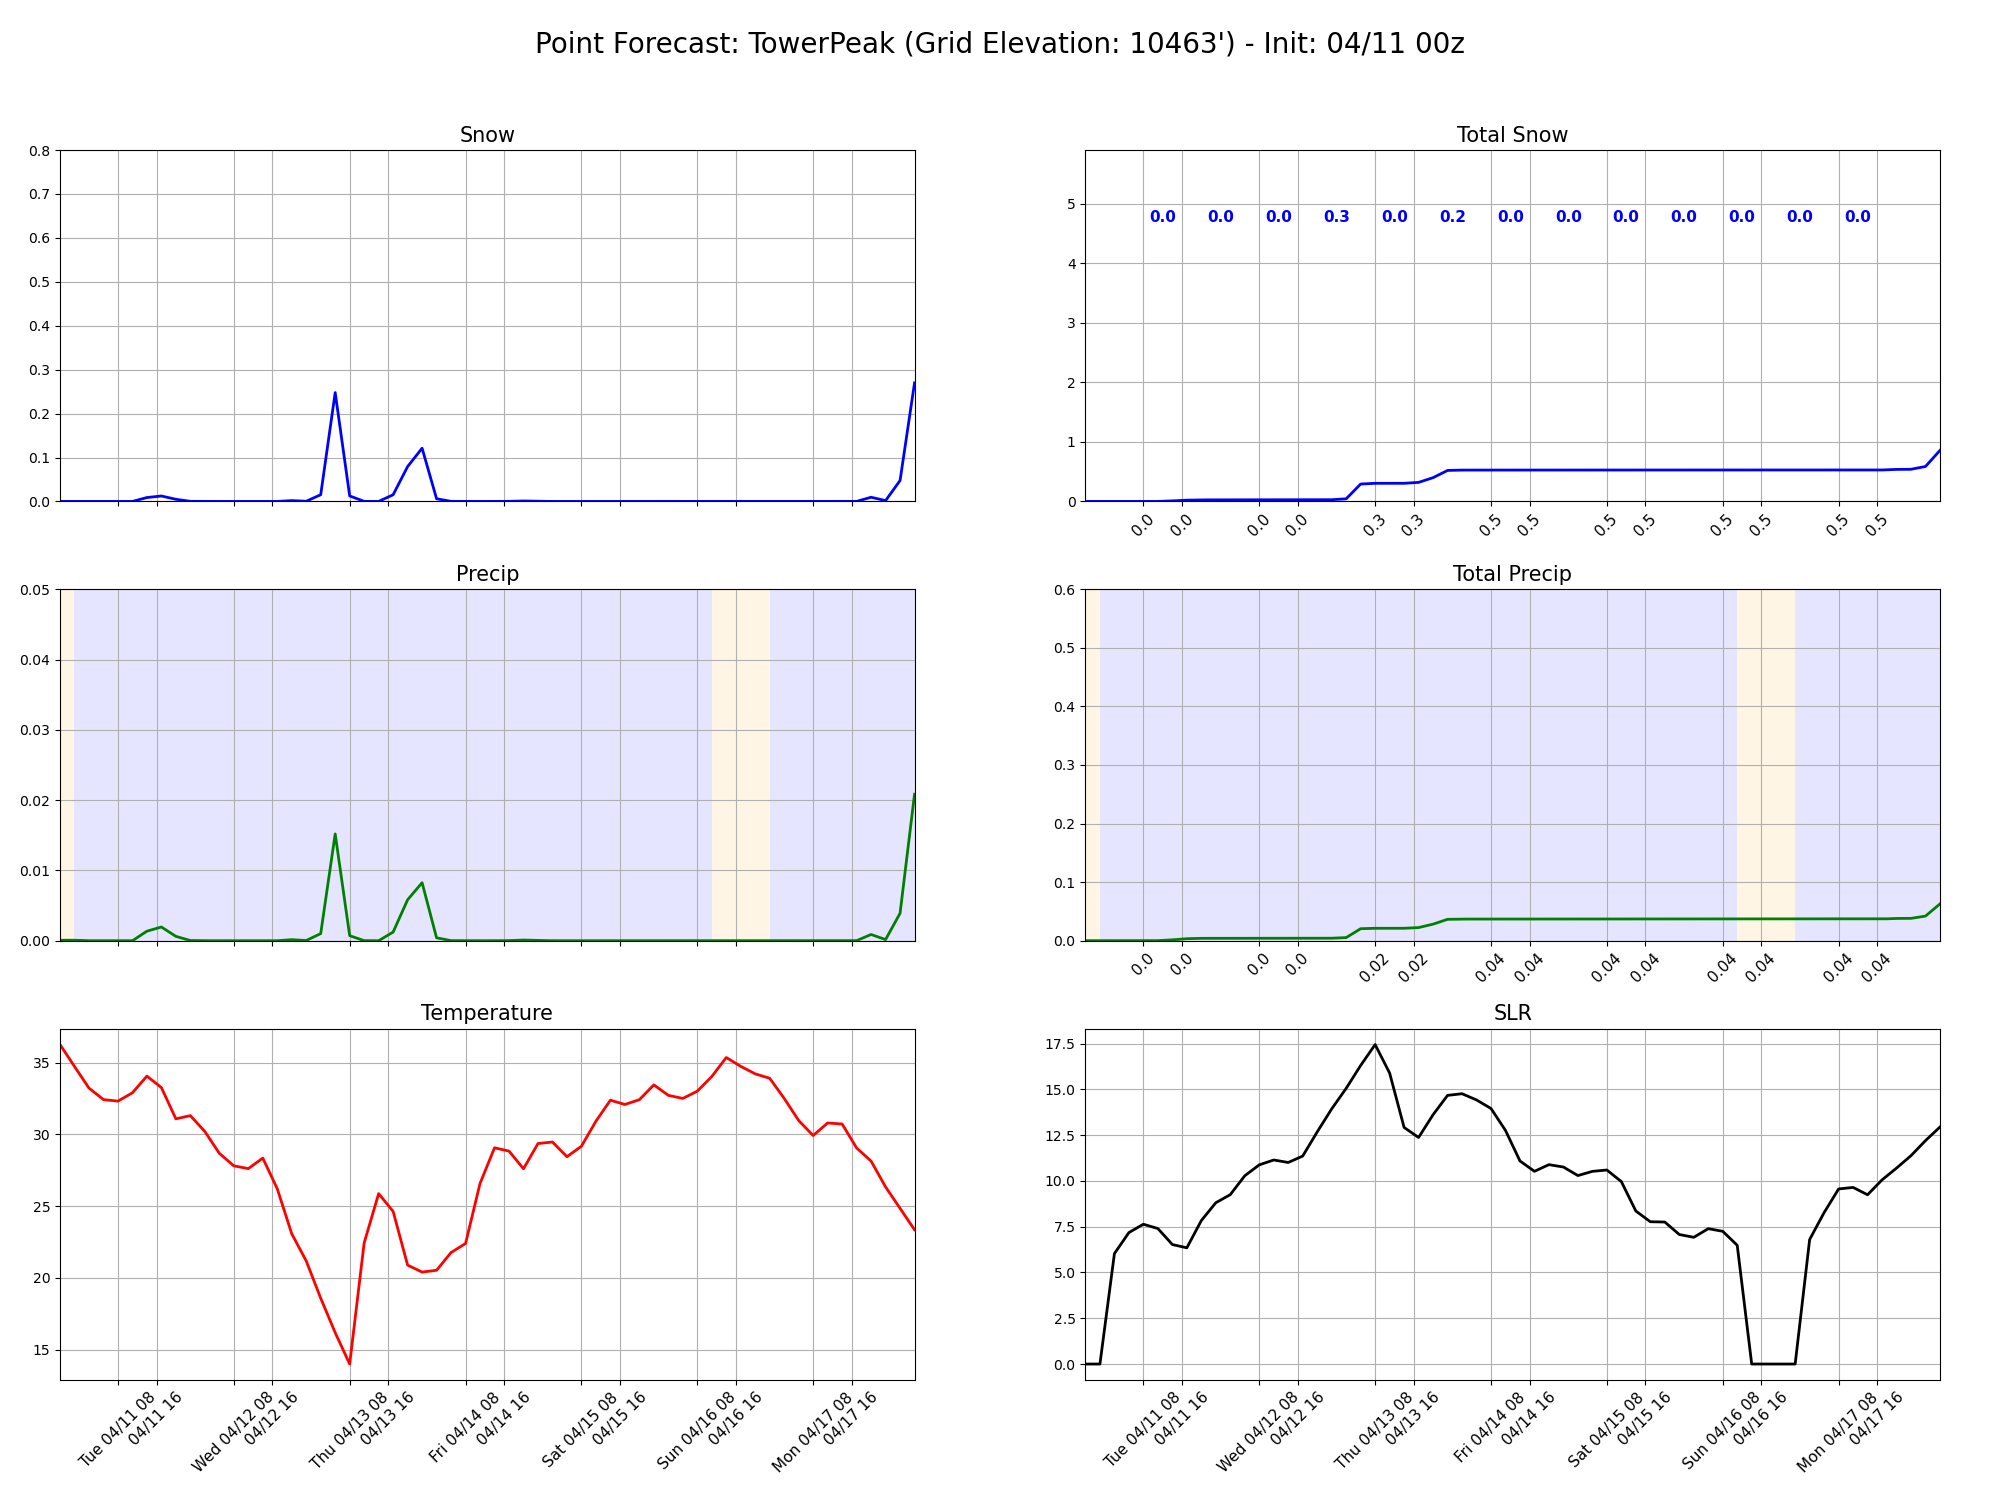 Point Forecast: TowerPeak (Grid Elevation: 10463') - Init: 04/11 00z
Snow
0.8
0.7
0.6
0.5
0.4
0.3
0.2
0.1
0.0
Total Snow
5
4
3
2
1
0
0.0 0.0 0.0 0.3 0.0 0.2 0.0 0.0 0.0 0.0 0.0 0.0 0.0
0.0 0.0 0.0 0.0 0.3 0.3 0.5 0.5 0.5 0.5 0.5 0.5 0.5 0.5
Precip
0.05
0.04
0.03
0.02
0.01
0.00
Total Precip
0.6
0.5
0.4
0.3
0.2
0.1
0.0
0.0 0.0 0.0 0.0 0.02 0.02 0.04 0.04 0.04 0.04 0.04 0.04 0.04 0.04
Temperature
35
30
25
20
15
Tue 04/11 08
04/11 16
Wed 04/12 08
04/12 16
Thu 04/13 08
04/13 16
Fri 04/14 08
04/14 16
Sat 04/15 08
04/15 16
Sun 04/16 08
04/16 16
Mon 04/17 08
04/17 16
SLR
17.5
15.0
12.5
10.0
7.5
5.0
2.5
0.0
Tue 04/11 08
04/11 16
Wed 04/12 08
04/12 16
Thu 04/13 08
04/13 16
Fri 04/14 08
04/14 16
Sat 04/15 08
04/15 16
Sun 04/16 08
04/16 16
Mon 04/17 08
04/17 16